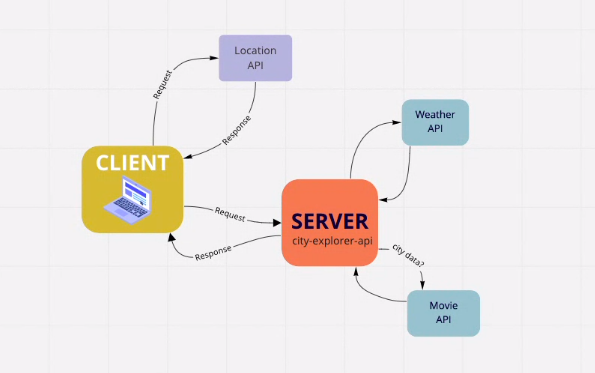 Location
API
Request
Response
Weather
API
CLIENT
Request
SERVER
city-explorer-api
Response
city data?
Movie
API